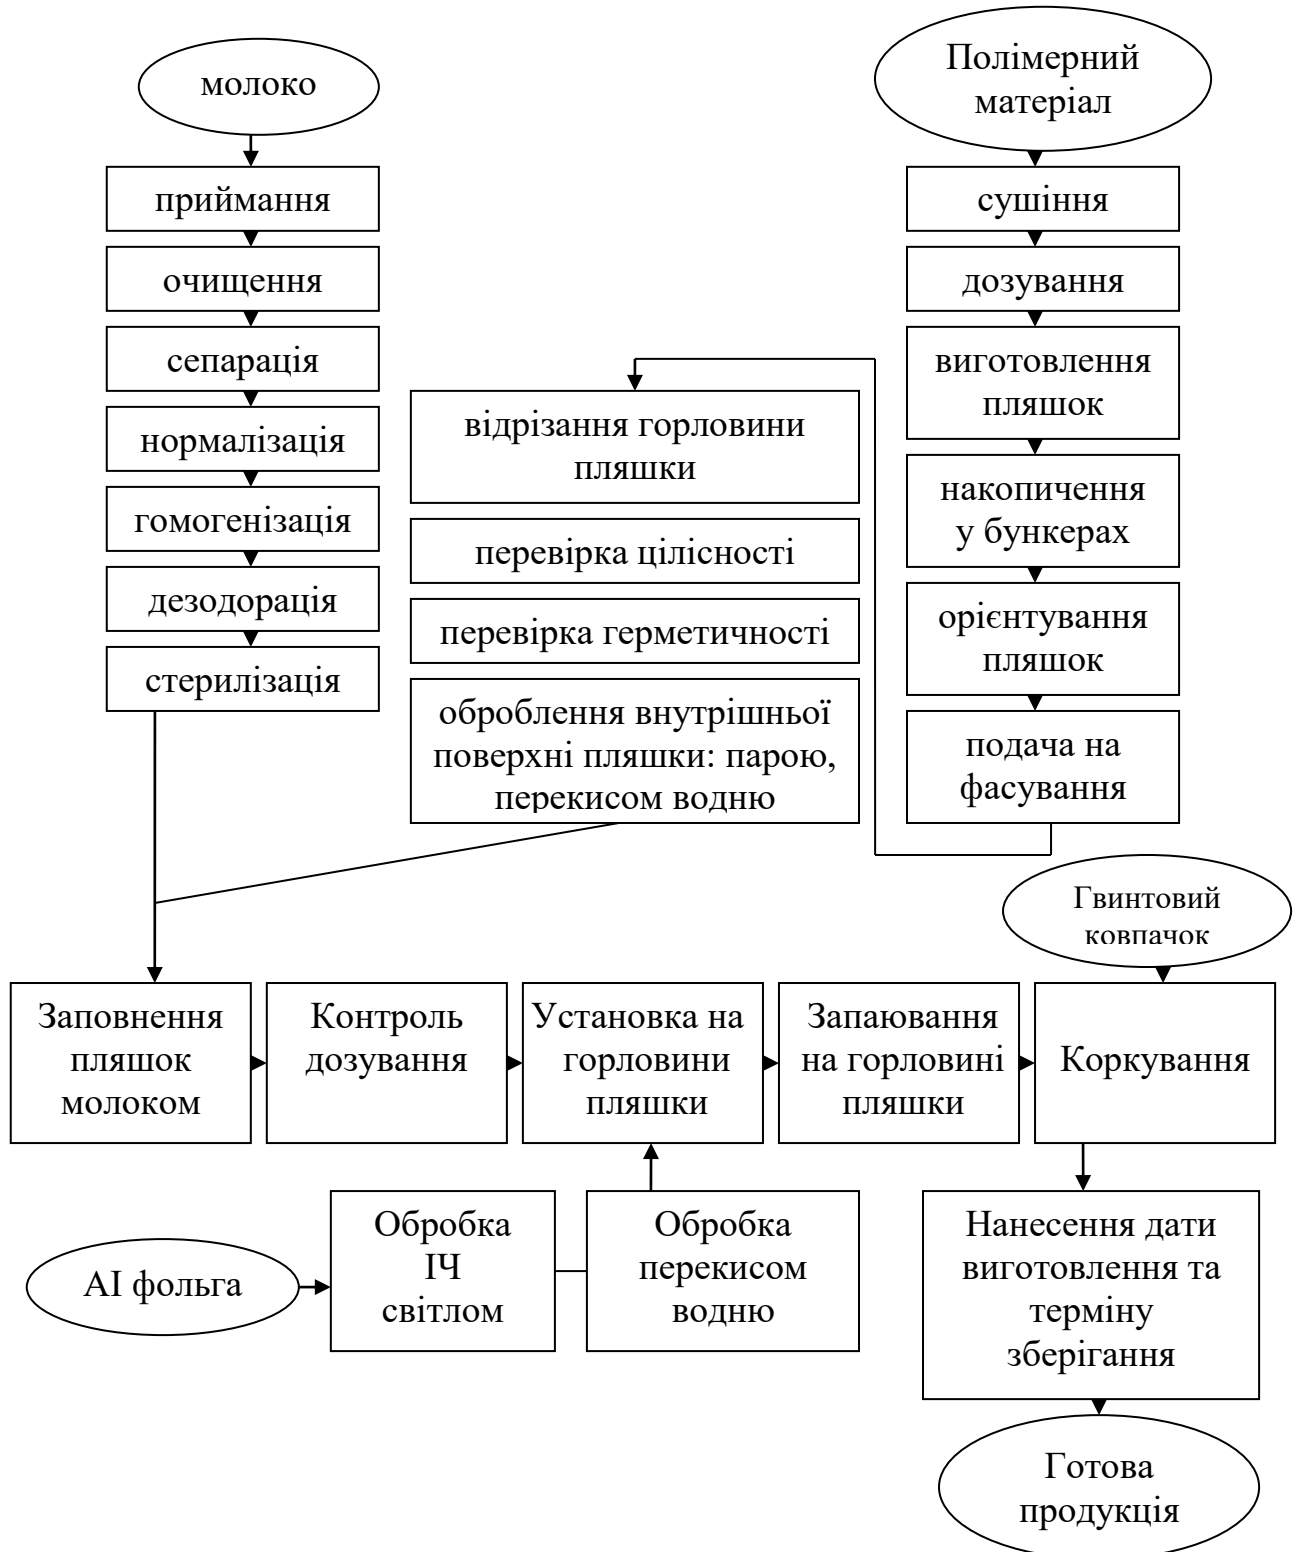 молоко
приймання
очищення
сепарація
нормалізація
гомогенізація
дезодорація
стерилізація
Полімерний
матеріал
сушіння
дозування
виготовлення
пляшок
накопичення
у бункерах
орієнтування
пляшок
подача на
фасування
відрізання горловини
пляшки
перевірка цілісності
перевірка герметичності
оброблення внутрішньої
поверхні пляшки: парою,
перекисом водню
Гвинтовий
ковпачок
Заповнення
пляшок
молоком
Контроль
дозування
Установка на
горловини
пляшки
Запаювання
на горловині
пляшки
Коркування
АІ фольга
Обробка
ІЧ
світлом
Обробка
перекисом
водню
Нанесення дати
виготовлення та
терміну
зберігання
Готова
продукція